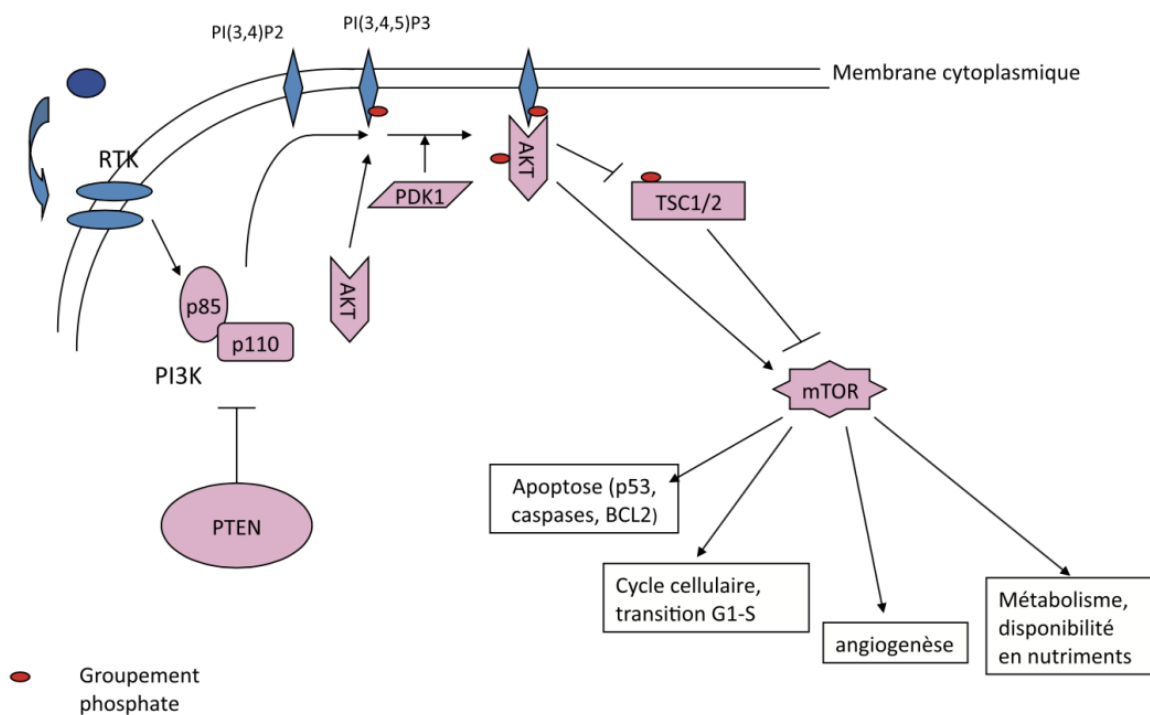 PI(3,4)P2
PI(3,4,5)P3
Membrane cytoplasmique
RTK
PDK1
AKT
TSC1/2
AKT
p85
p110
PI3K
mTOR
PTEN
Apoptose (p53,
caspases, BCL2)
Cycle cellulaire,
transition G1-S
angiogenèse
Métabolisme,
disponibilité
en nutriments
Groupement
phosphate